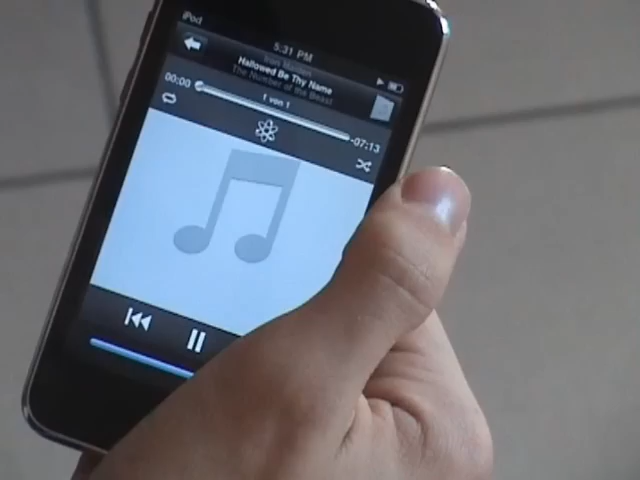 iPod
5:31 PM
Iron Maiden
Hallowed Be Thy Name
The Number of the Beast
00:00
1 von 1
-07:13